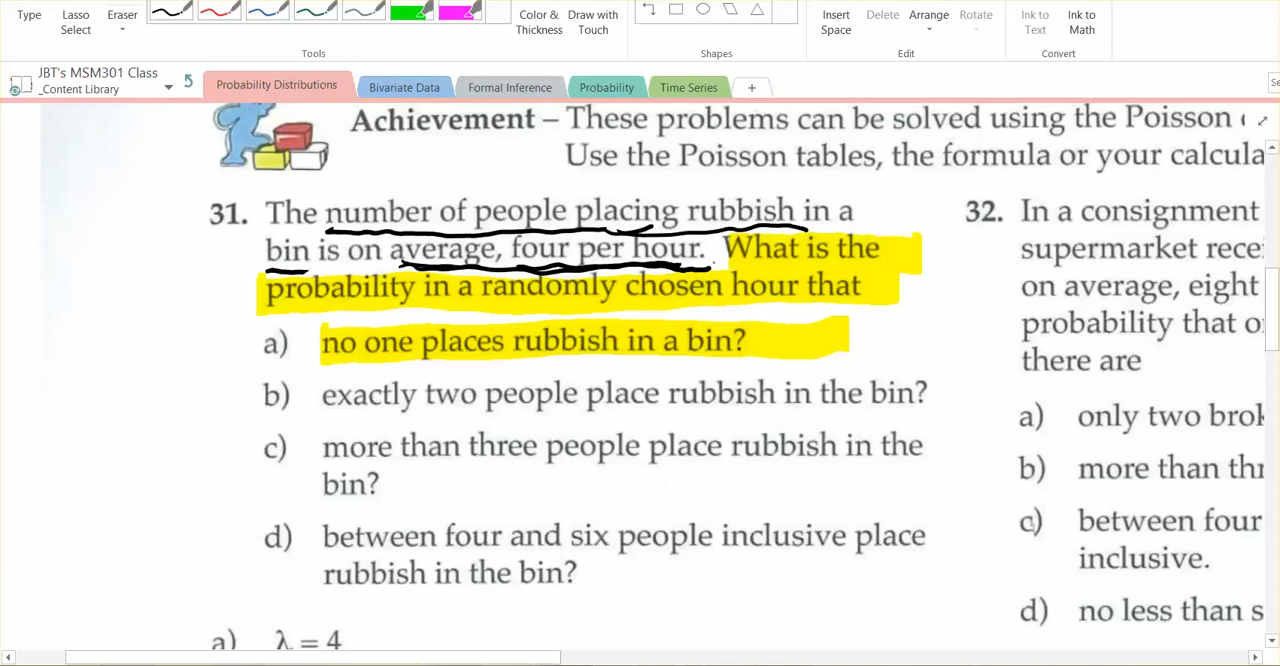 Type
Lasso
Select
Eraser
Color &
Thickness
Draw with
Touch
Insert
Space
Delete
Arrange
Rotate
Ink to
Text
Ink to
Math
Tools
Shapes
Edit
Convert
JBT's MSM301 Class
_Content Library
Probability Distributions
Bivariate Data
Formal Inference
Probability
Time Series
+
Se
Achievement – These problems can be solved using the Poisson
Use the Poisson tables, the formula or your calcula
31. The number of people placing rubbish in a
bin is on average, four per hour. What is the
probability in a randomly chosen hour that
a) no one places rubbish in a bin?
b) exactly two people place rubbish in the bin?
c) more than three people place rubbish in the
bin?
d) between four and six people inclusive place
rubbish in the bin?
a) λ = 4
32. In a consignment
supermarket rece
on average, eight
probability that o
there are
a) only two brok
b) more than thr
c) between four
inclusive.
d) no less than s